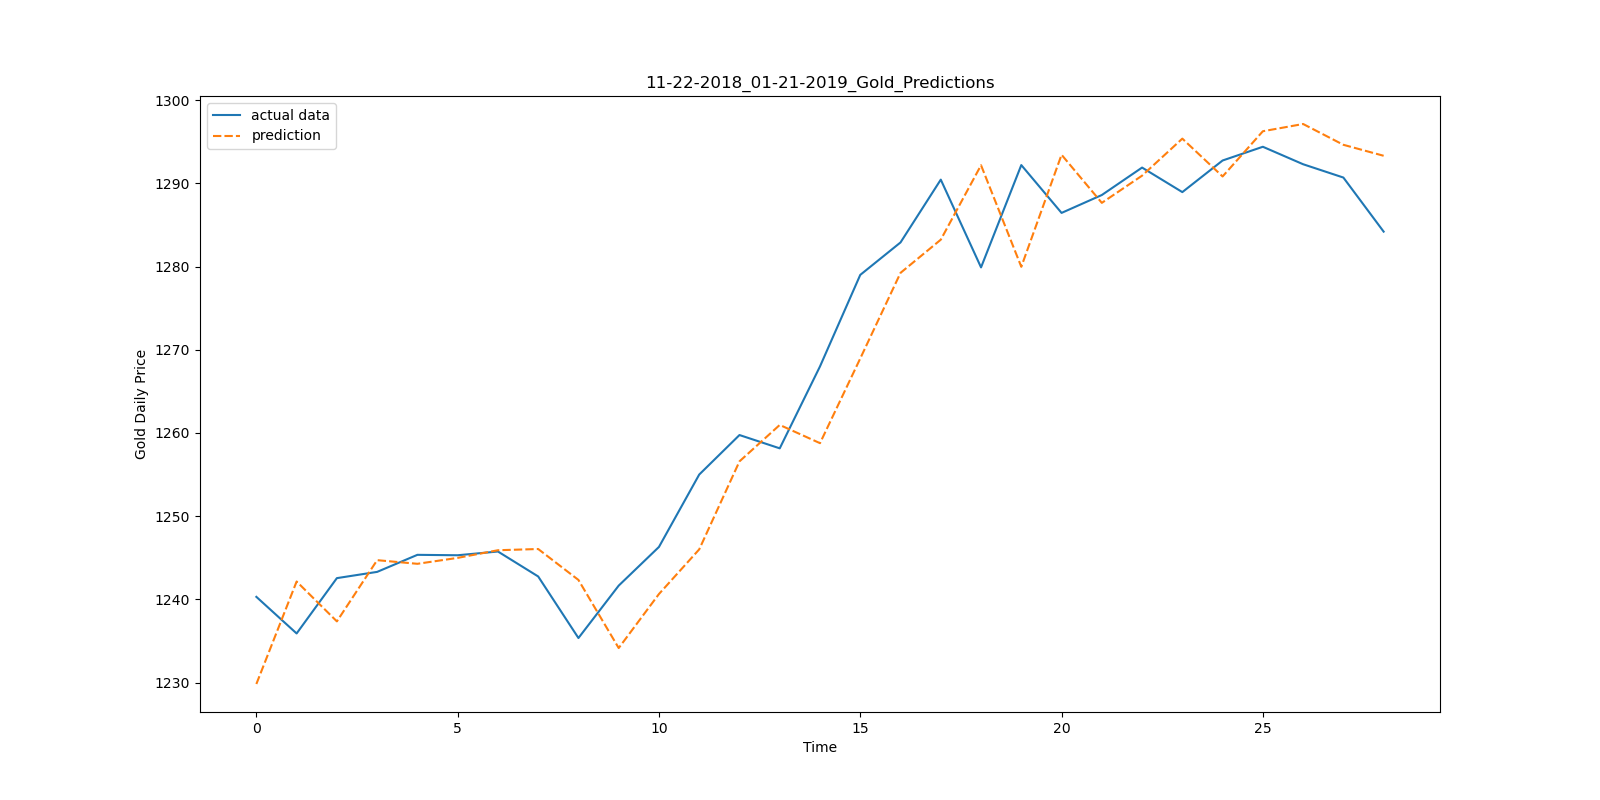 11-22-2018_01-21-2019_Gold_Predictions
actual data
prediction
1300
1290
1280
1270
1260
1250
1240
1230
Gold Daily Price
0 5 10 15 20 25
Time